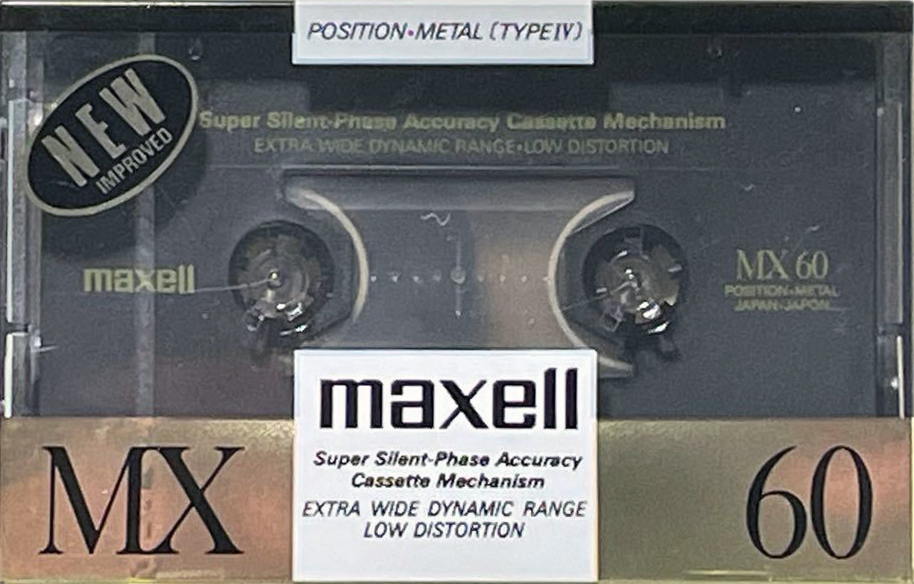 POSITION•METAL (TYPE IV)
NEW
IMPROVED
Super Silent-Phase Accuracy Cassette Mechanism
EXTRA WIDE DYNAMIC RANGE•LOW DISTORTION
maxell
MX 60
POSITION•METAL
JAPAN•JAPON
maxell
Super Silent-Phase Accuracy
Cassette Mechanism
EXTRA WIDE DYNAMIC RANGE
LOW DISTORTION
MX
60